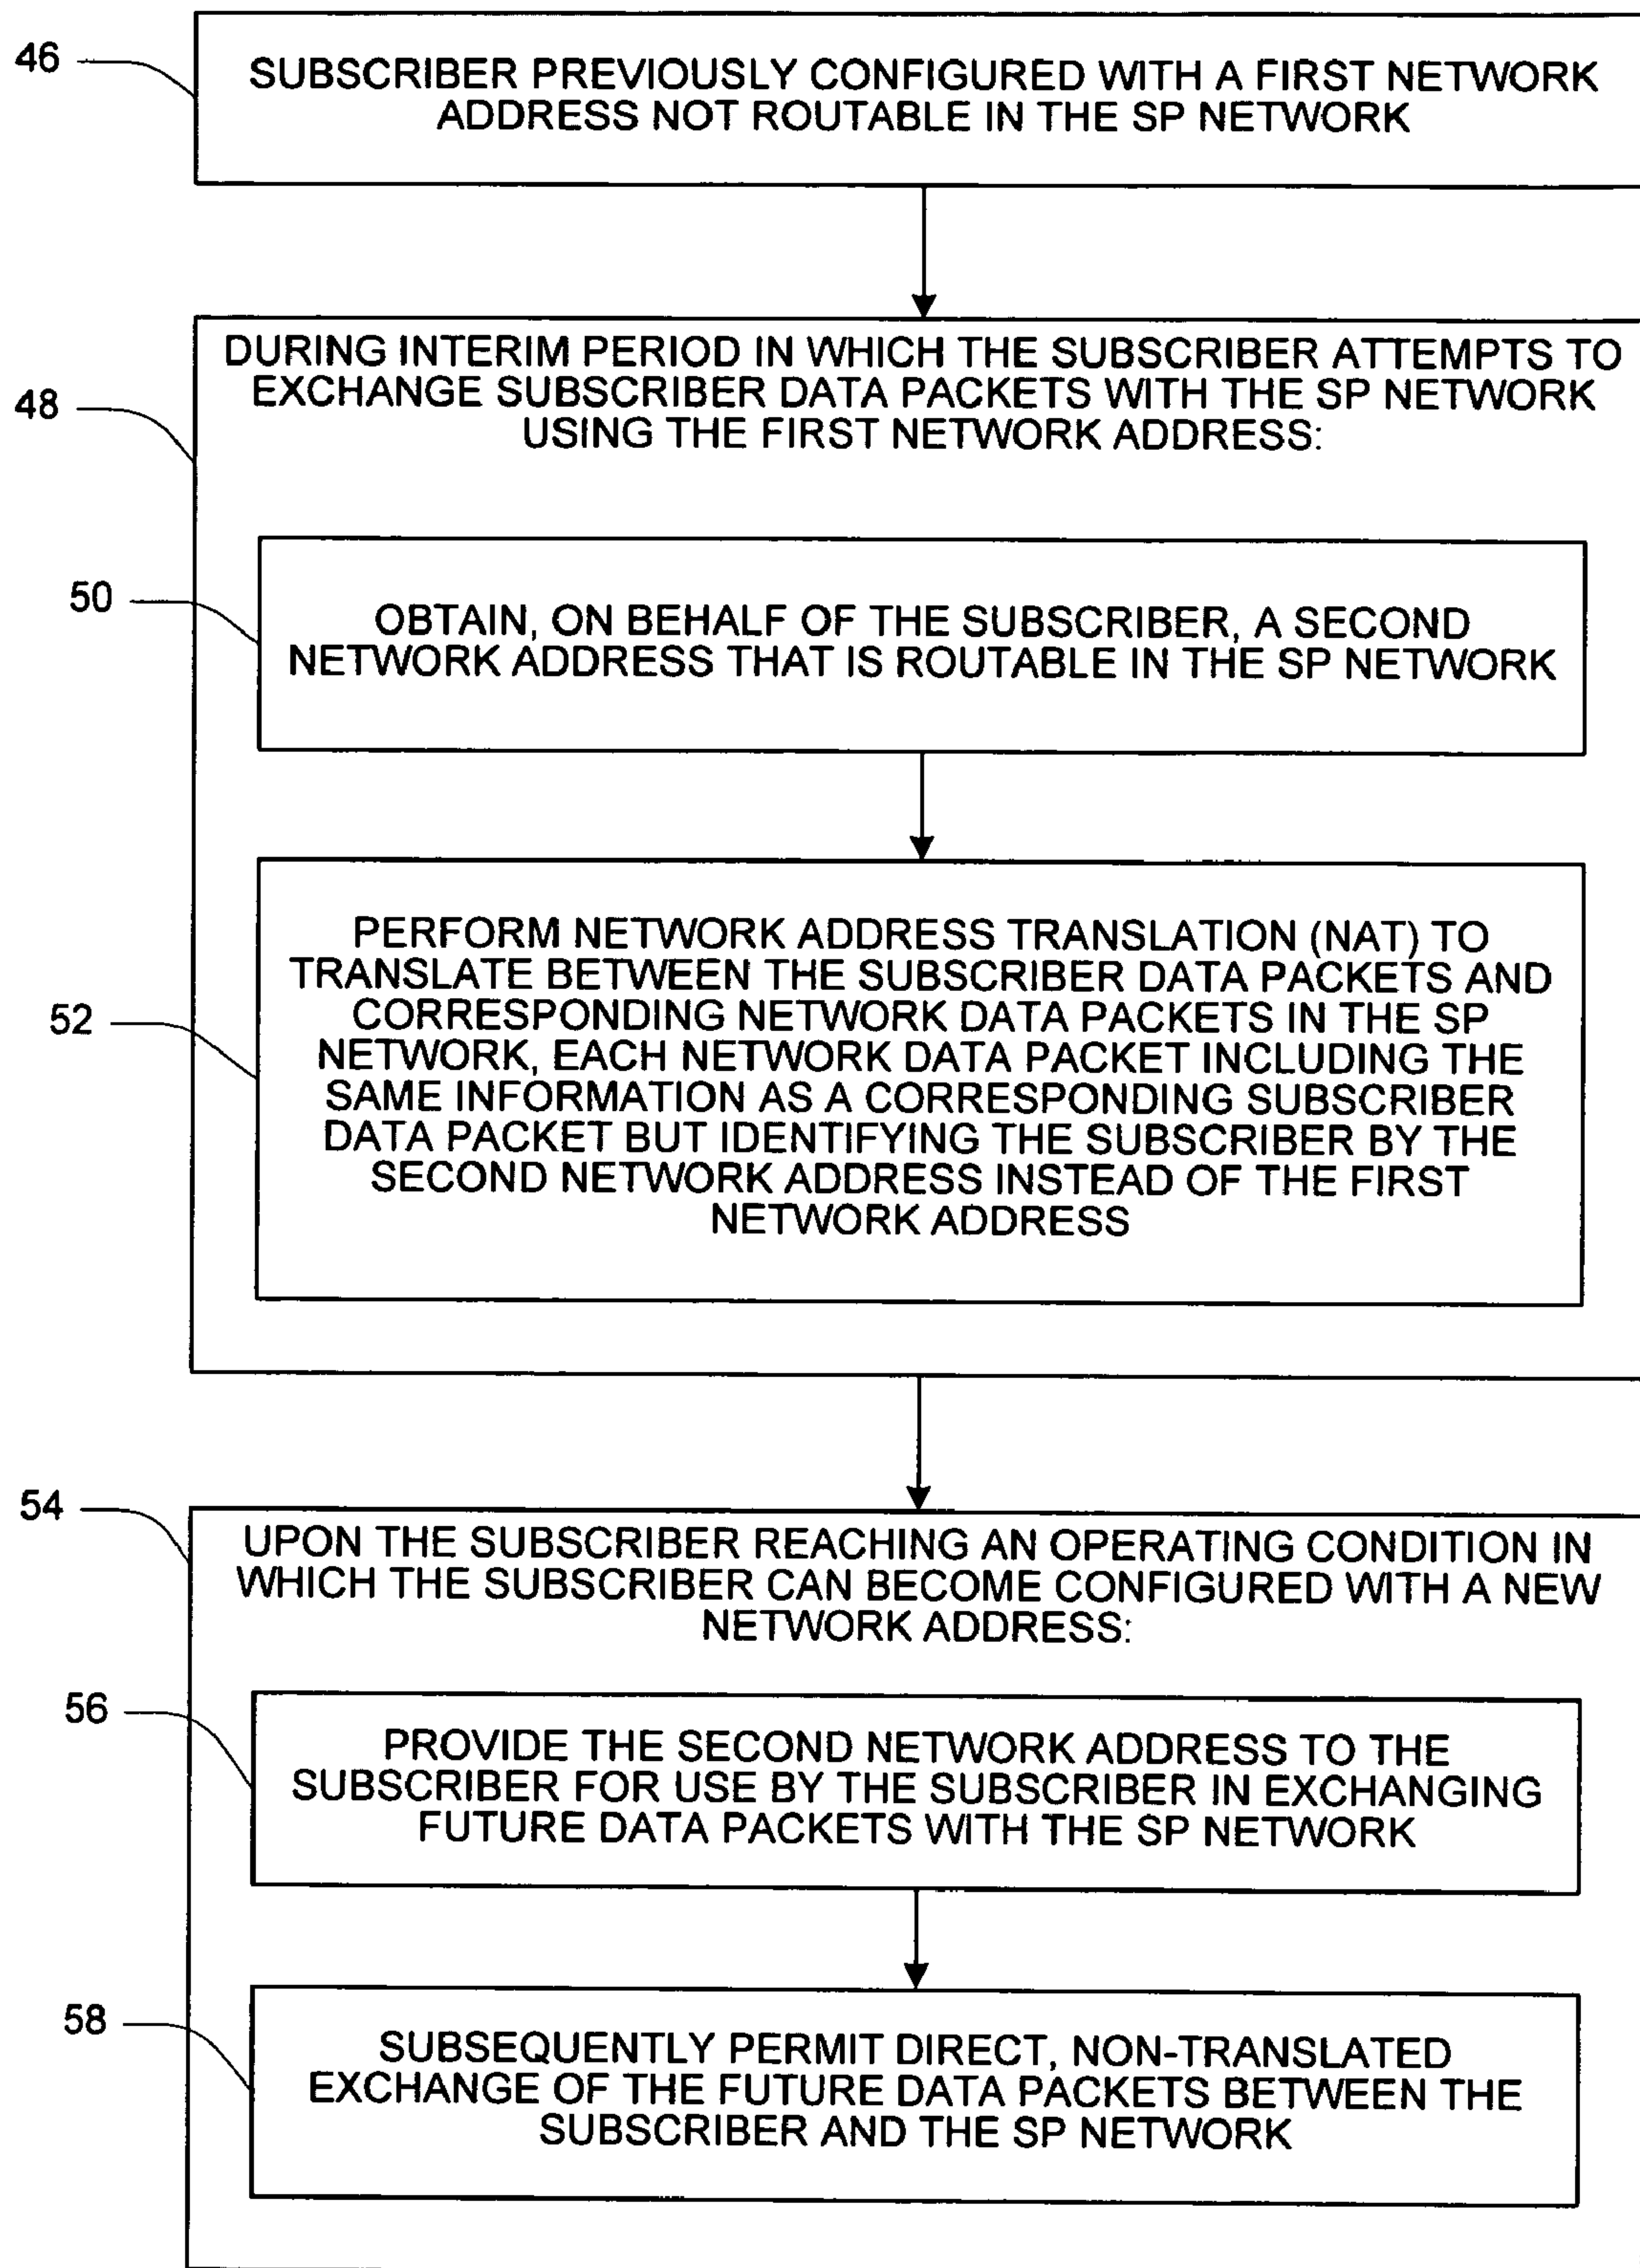 46
SUBSCRIBER PREVIOUSLY CONFIGURED WITH A FIRST NETWORK
ADDRESS NOT ROUTABLE IN THE SP NETWORK
48
DURING INTERIM PERIOD IN WHICH THE SUBSCRIBER ATTEMPTS TO
EXCHANGE SUBSCRIBER DATA PACKETS WITH THE SP NETWORK
USING THE FIRST NETWORK ADDRESS:
50
OBTAIN, ON BEHALF OF THE SUBSCRIBER, A SECOND
NETWORK ADDRESS THAT IS ROUTABLE IN THE SP NETWORK
52
PERFORM NETWORK ADDRESS TRANSLATION (NAT) TO
TRANSLATE BETWEEN THE SUBSCRIBER DATA PACKETS AND
CORRESPONDING NETWORK DATA PACKETS IN THE SP
NETWORK, EACH NETWORK DATA PACKET INCLUDING THE
SAME INFORMATION AS A CORRESPONDING SUBSCRIBER
DATA PACKET BUT IDENTIFYING THE SUBSCRIBER BY THE
SECOND NETWORK ADDRESS INSTEAD OF THE FIRST
NETWORK ADDRESS
54
UPON THE SUBSCRIBER REACHING AN OPERATING CONDITION IN
WHICH THE SUBSCRIBER CAN BECOME CONFIGURED WITH A NEW
NETWORK ADDRESS:
56
PROVIDE THE SECOND NETWORK ADDRESS TO THE
SUBSCRIBER FOR USE BY THE SUBSCRIBER IN EXCHANGING
FUTURE DATA PACKETS WITH THE SP NETWORK
58
SUBSEQUENTLY PERMIT DIRECT, NON-TRANSLATED
EXCHANGE OF THE FUTURE DATA PACKETS BETWEEN THE
SUBSCRIBER AND THE SP NETWORK